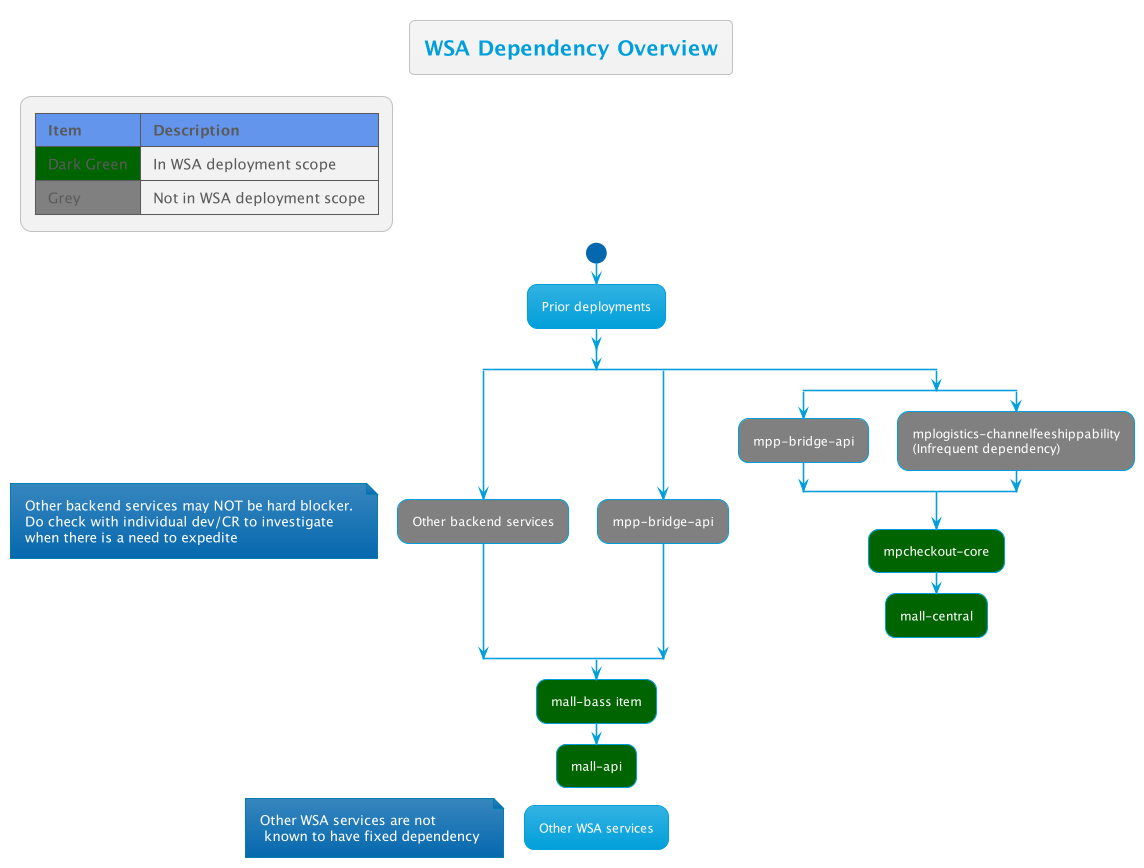 WSA Dependency Overview
Item Description
Dark Green In WSA deployment scope
Grey Not in WSA deployment scope
Prior deployments
mpp-bridge-api
mplogistics-channelfeeshippability
(Infrequent dependency)
Other backend services may NOT be hard blocker.
Do check with individual dev/CR to investigate
when there is a need to expedite
Other backend services
mpp-bridge-api
mpcheckout-core
mall-central
mall-bass item
mall-api
Other WSA services are not
known to have fixed dependency
Other WSA services